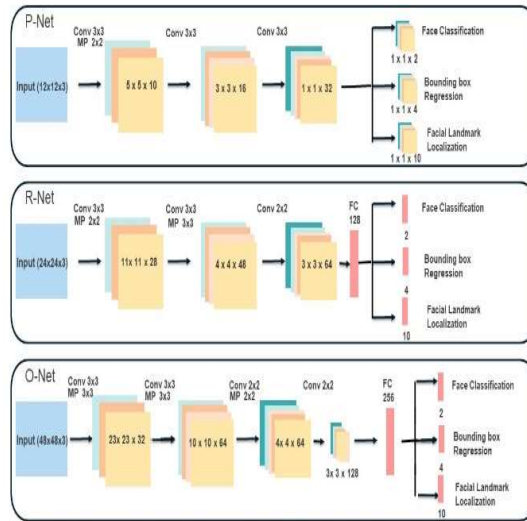 P-Net
Conv 3x3
MP 2x2
Conv 3x3
Conv 3x3
Input (12x12x3)
5 x 5 x 10
3 x 3 x 16
1 x 1 x 32
Face Classification
1 x 1 x 2
Bounding box
Regression
1 x 1 x 4
Facial Landmark
Localization
1 x 1 x 10
R-Net
Conv 3x3
MP 2x2
Conv 3x3
MP 3x3
Conv 2x2
FC
128
Input (24x24x3)
11x 11 x 28
4 x 4 x 48
3 x 3 x 64
Face Classification
2
Bounding box
Regression
4
Facial Landmark
Localization
10
O-Net
Conv 3x3
MP 3x3
Conv 3x3
MP 3x3
Conv 2x2
MP 2x2
Conv 2x2
FC
256
Input (48x48x3)
23x 23 x 32
10 x 10 x 64
4x 4 x 64
3x 3 x 128
Face Classification
2
Bounding box
Regression
4
Facial Landmark
Localization
10